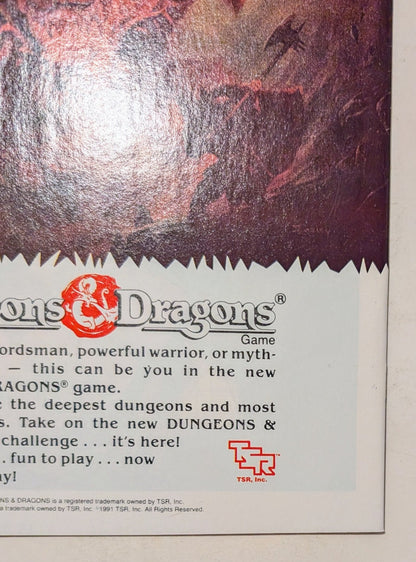 ons & Dragons®
Game
ordsman, powerful warrior, or myth-
— this can be you in the new
RAGONS® game.
e the deepest dungeons and most
s. Take on the new DUNGEONS &
challenge . . . it's here!
. fun to play . . . now
y!
TSR
TSR, Inc.
NS & DRAGONS is a registered trademark owned by TSR, Inc.
a trademark owned by TSR, Inc. ©1991 TSR, Inc. All Rights Reserved.